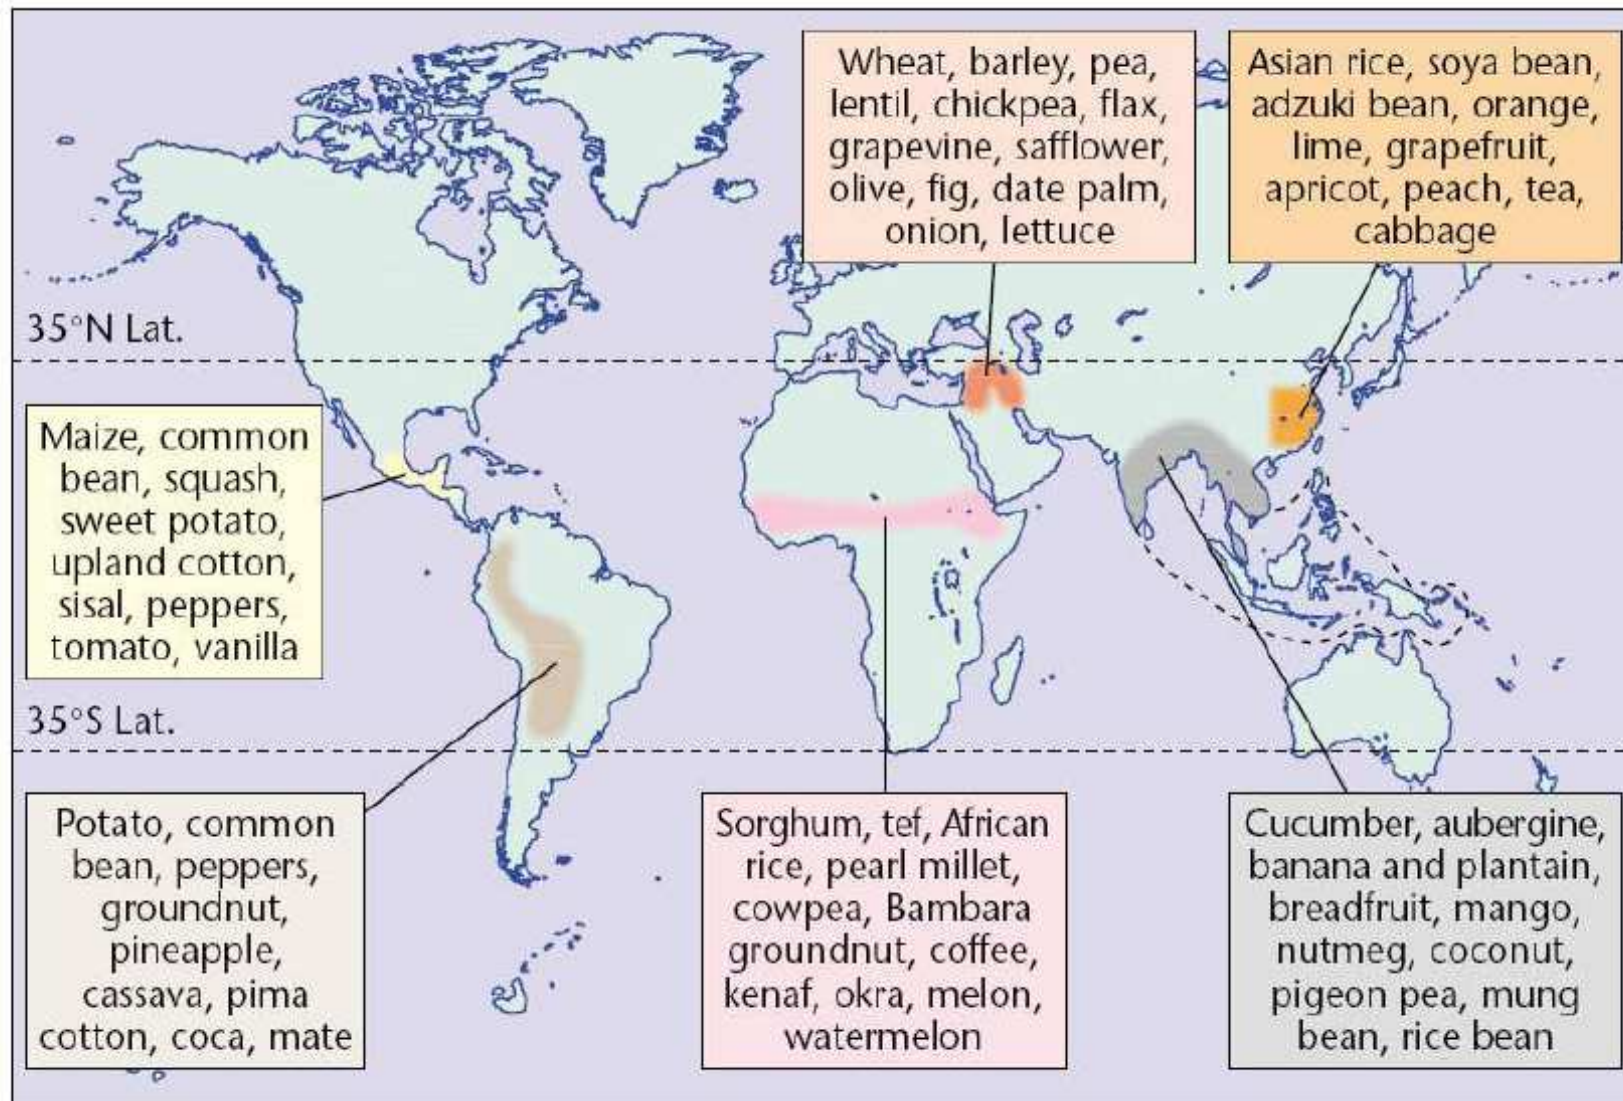 Wheat, barley, pea,
lentil, chickpea, flax,
grapevine, safflower,
olive, fig, date palm,
onion, lettuce
Asian rice, soya bean,
adzuki bean, orange,
lime, grapefruit,
apricot, peach, tea,
cabbage
35°N Lat.
Maize, common
bean, squash,
sweet potato,
upland cotton,
sisal, peppers,
tomato, vanilla
35°S Lat.
Potato, common
bean, peppers,
groundnut,
pineapple,
cassava, pima
cotton, coca, mate
Sorghum, tef, African
rice, pearl millet,
cowpea, Bambara
groundnut, coffee,
kenaf, okra, melon,
watermelon
Cucumber, aubergine,
banana and plantain,
breadfruit, mango,
nutmeg, coconut,
pigeon pea, mung
bean, rice bean